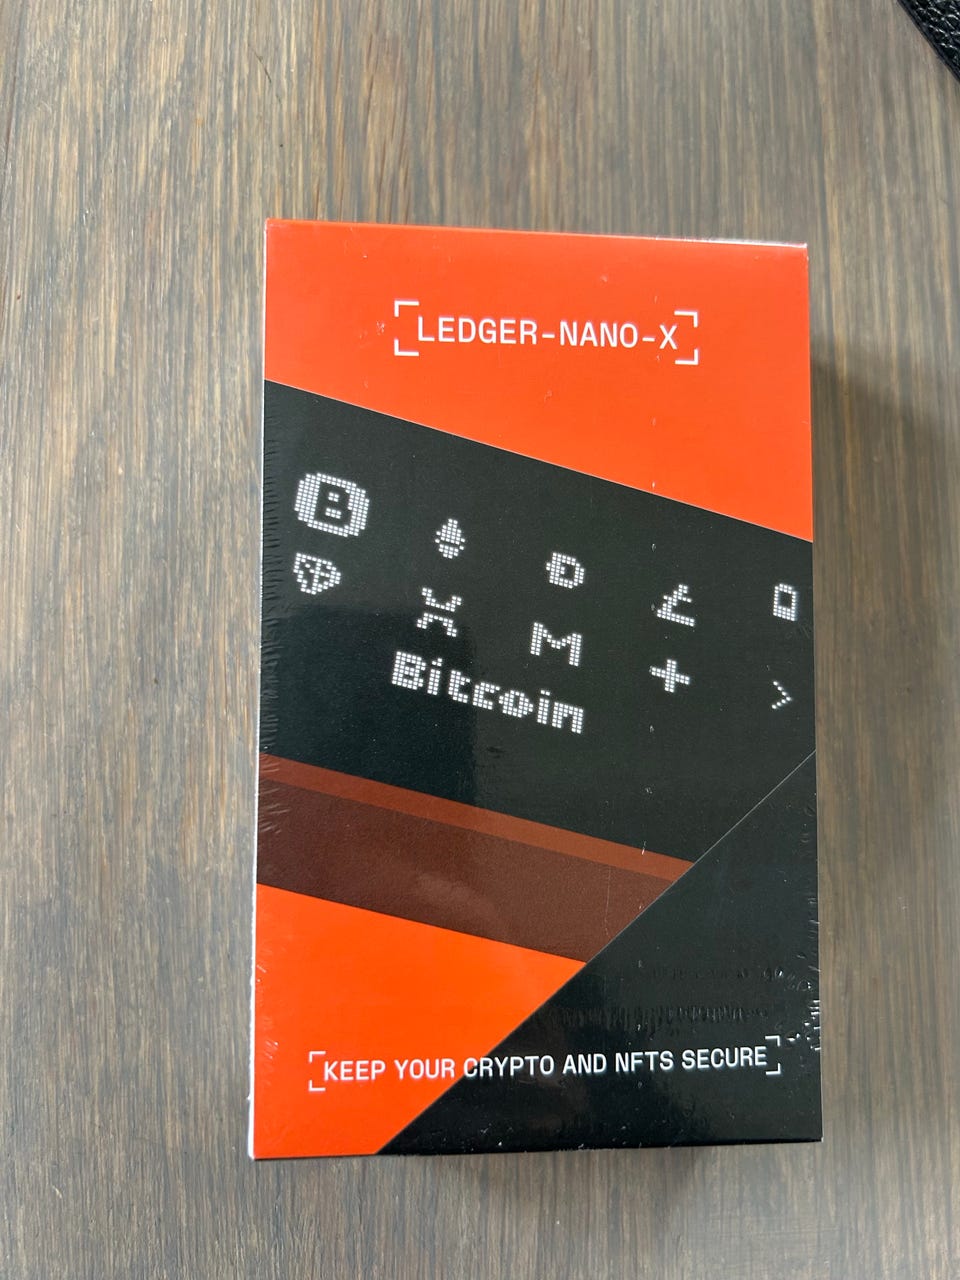 LEDGER-NANO-X
Bitcoin
KEEP YOUR CRYPTO AND NFTS SECURE